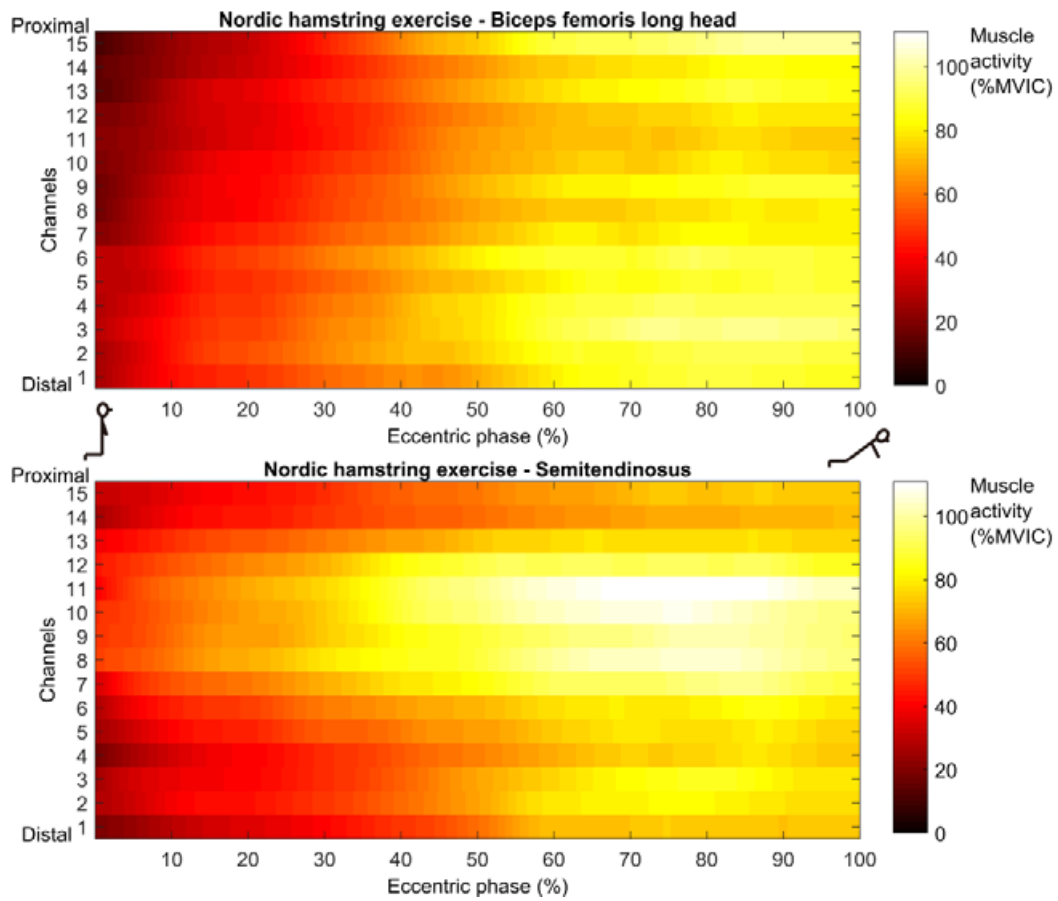 Nordic hamstring exercise - Biceps femoris long head
Proximal
15
14
13
12
11
10
9
8
7
6
5
4
3
2
1
Distal
Channels
10 20 30 40 50 60 70 80 90 100
Eccentric phase (%)
Muscle
activity
(%MVIC)
100
80
60
40
20
0
Nordic hamstring exercise - Semitendinosus
Proximal
15
14
13
12
11
10
9
8
7
6
5
4
3
2
1
Distal
Channels
10 20 30 40 50 60 70 80 90 100
Eccentric phase (%)
Muscle
activity
(%MVIC)
100
80
60
40
20
0